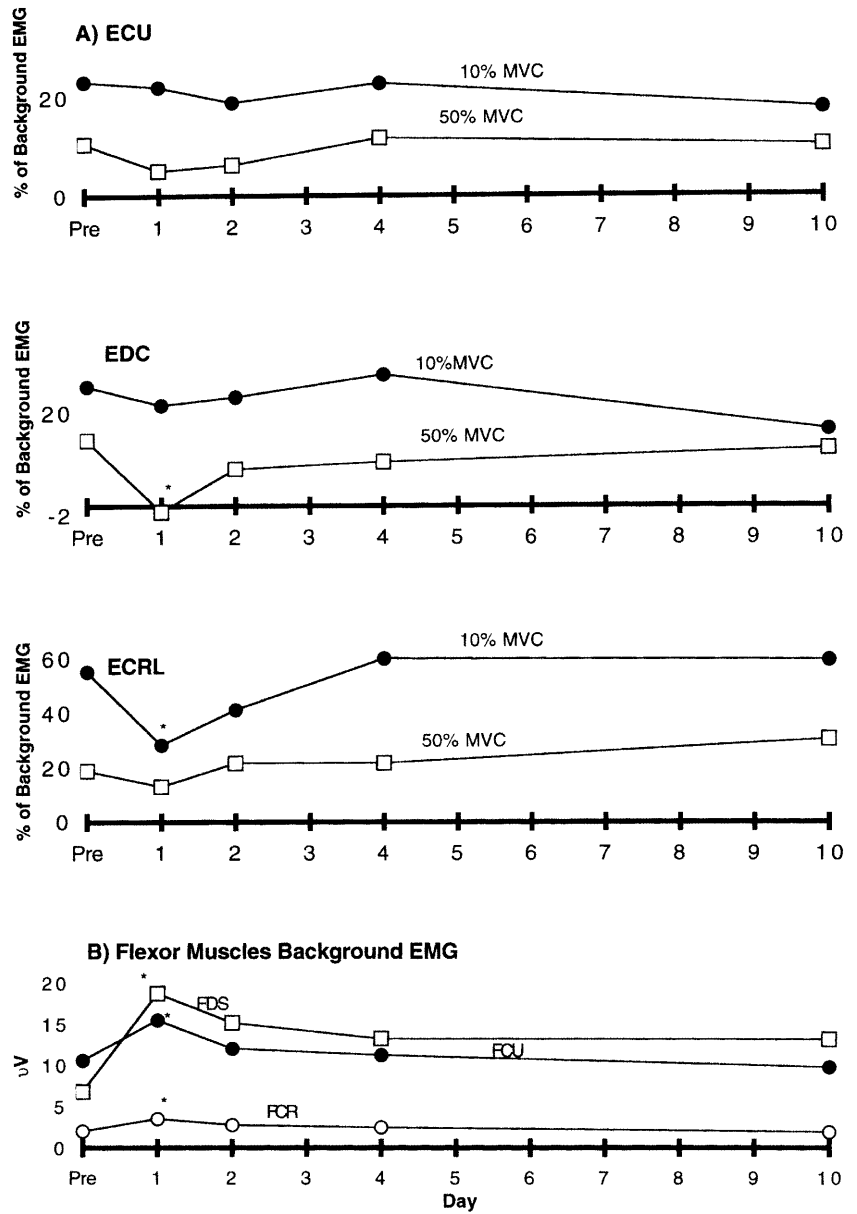 A) ECU
% of Background EMG
20
0
10% MVC
50% MVC
Pre 1 2 3 4 5 6 7 8 9 10
EDC
% of Background EMG
20
-2
10%MVC
50% MVC
*
Pre 1 2 3 4 5 6 7 8 9 10
ECRL
% of Background EMG
60
40
20
0
10% MVC
*
50% MVC
Pre 1 2 3 4 5 6 7 8 9 10
B) Flexor Muscles Background EMG
υV
20
15
10
5
0
*
FDS
*
FCU
*
FCR
Pre 1 2 3 4 5 6 7 8 9 10
Day